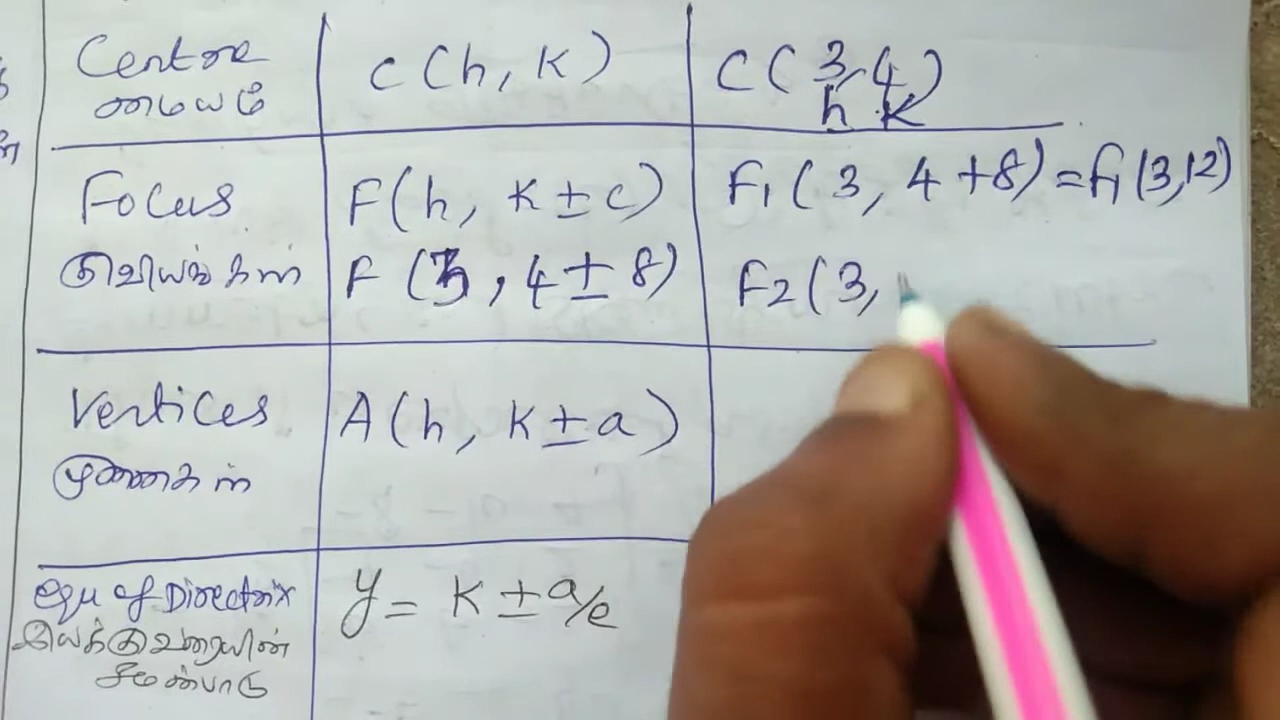 Centre
மையம்
C (h, K)
C ( 3, 4 )
h K
Focus
குவியங்கள்
F(h, K ± c)
F (3, 4 ± 8)
F1 ( 3, 4 +8) = F1 (3,12)
F2 ( 3,
Vertices
முனைகள்
A (h, K ± a)
equ of Directrix
இயக்குவரையின்
சமன்பாடு
y = K ± a/e